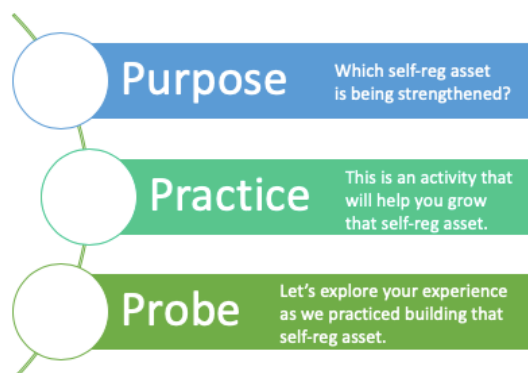 Purpose
Which self-reg asset
is being strengthened?
Practice
This is an activity that
will help you grow
that self-reg asset.
Probe
Let's explore your experience
as we practiced building that
self-reg asset.